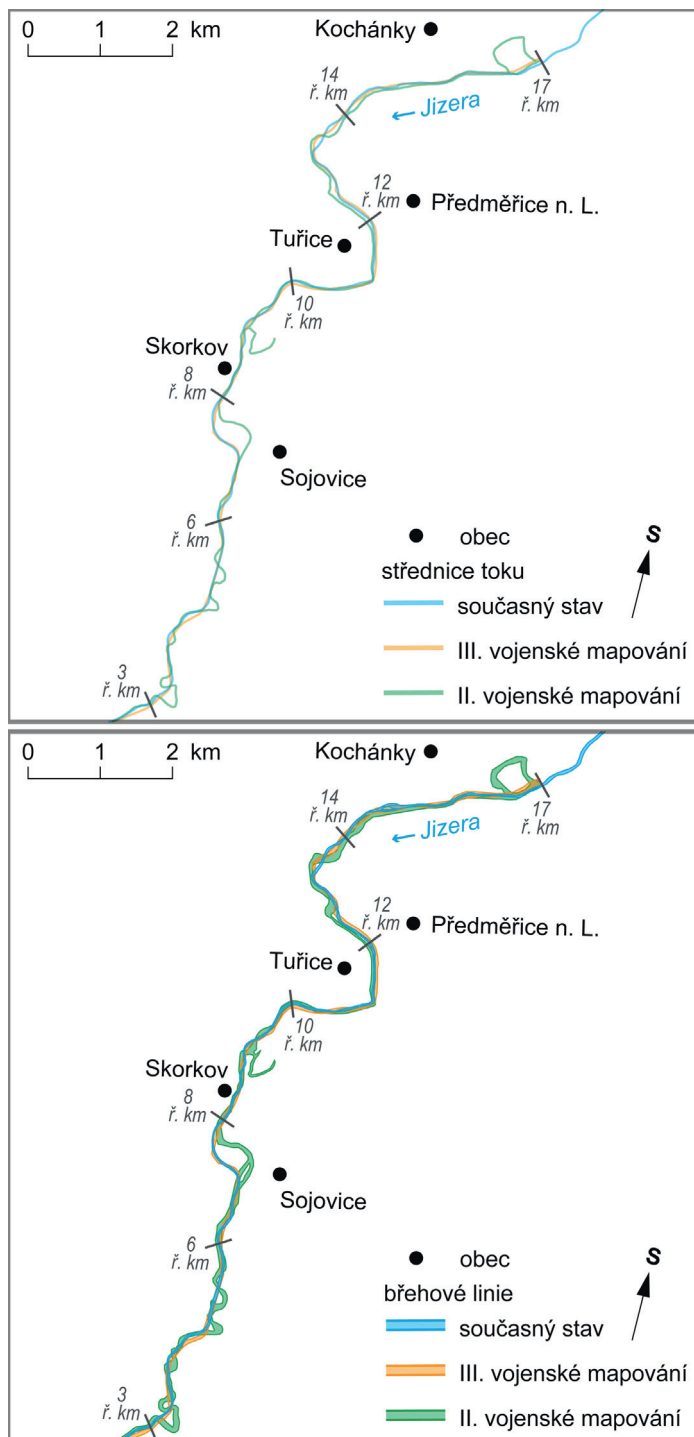 0 1 2 km
Kochánky
14
ř. km
17
ř. km
← Jizera
12
ř. km
Předměřice n. L.
Tuřice
10
ř. km
Skorkov
8
ř. km
Sojovice
6
ř. km
obec
S
střednice toku
současný stav
III. vojenské mapování
3
ř. km
II. vojenské mapování
0 1 2 km
Kochánky
14
ř. km
17
ř. km
← Jizera
12
ř. km
Předměřice n. L.
Tuřice
10
ř. km
Skorkov
8
ř. km
Sojovice
6
ř. km
obec
S
břehové linie
současný stav
III. vojenské mapování
3
ř. km
II. vojenské mapování